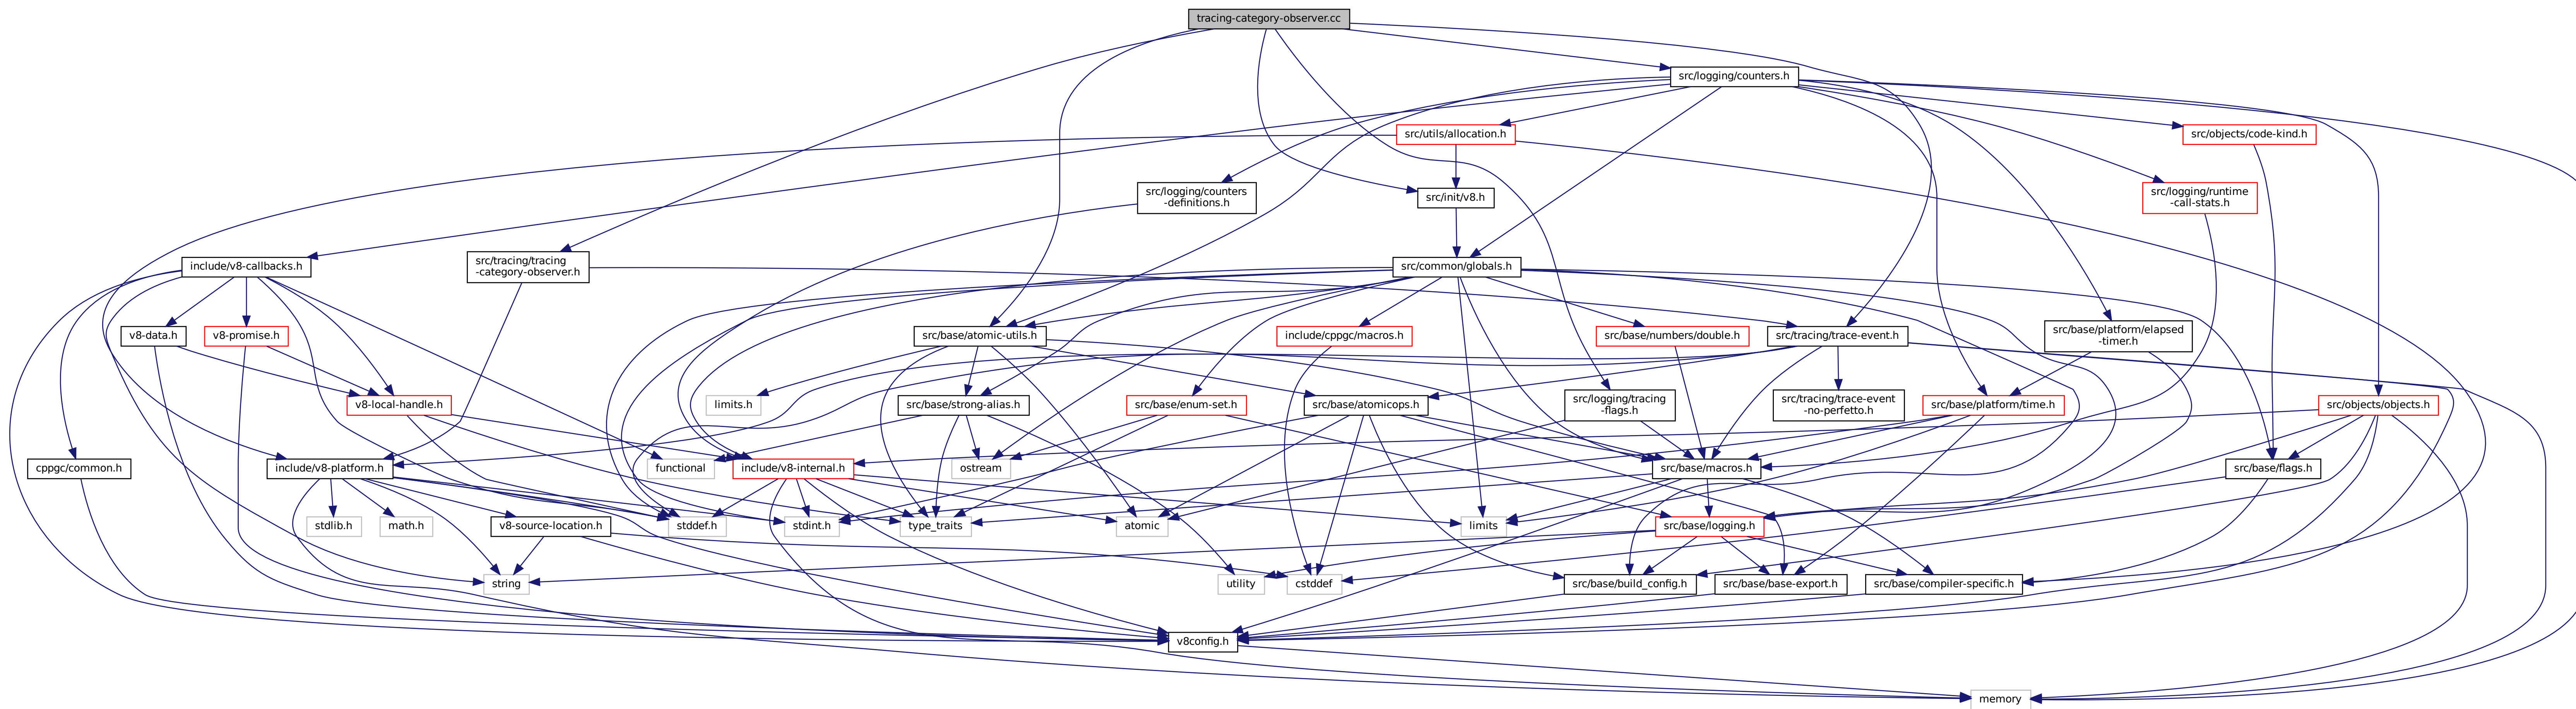 tracing-category-observer.cc
src/logging/counters.h
src/utils/allocation.h
src/objects/code-kind.h
src/logging/counters
-definitions.h
src/init/v8.h
src/logging/runtime
-call-stats.h
include/v8-callbacks.h
src/tracing/tracing
-category-observer.h
src/common/globals.h
v8-data.h
v8-promise.h
src/base/atomic-utils.h
include/cppgc/macros.h
src/base/numbers/double.h
src/tracing/trace-event.h
src/base/platform/elapsed
-timer.h
v8-local-handle.h
limits.h
src/base/strong-alias.h
src/base/enum-set.h
src/base/atomicops.h
src/logging/tracing
-flags.h
src/tracing/trace-event
-no-perfetto.h
src/base/platform/time.h
src/objects/objects.h
cppgc/common.h
include/v8-platform.h
functional
include/v8-internal.h
ostream
src/base/macros.h
src/base/flags.h
stdlib.h
math.h
v8-source-location.h
stddef.h
stdint.h
type_traits
atomic
limits
src/base/logging.h
string
utility
cstddef
src/base/build_config.h
src/base/base-export.h
src/base/compiler-specific.h
v8config.h
memory